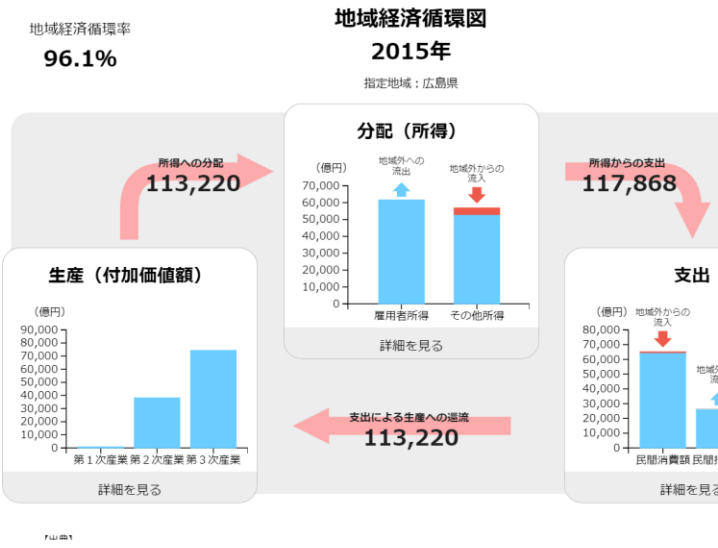 地域経済循環率
96.1%
地域経済循環図
2015年
指定地域：広島県
所得への分配
113,220
分配（所得）
（億円）
地域外への
流出
地域外からの
流入
70,000
60,000
50,000
40,000
30,000
20,000
10,000
0
雇用者所得
その他所得
詳細を見る
所得からの支出
117,868
生産（付加価値額）
（億円）
90,000
80,000
70,000
60,000
50,000
40,000
30,000
20,000
10,000
0
第１次産業
第２次産業
第３次産業
詳細を見る
支出による生産への還流
113,220
支出
（億円）
地域外からの
流入
80,000
70,000
60,000
50,000
40,000
30,000
20,000
10,000
0
民間消費額
詳細を見る